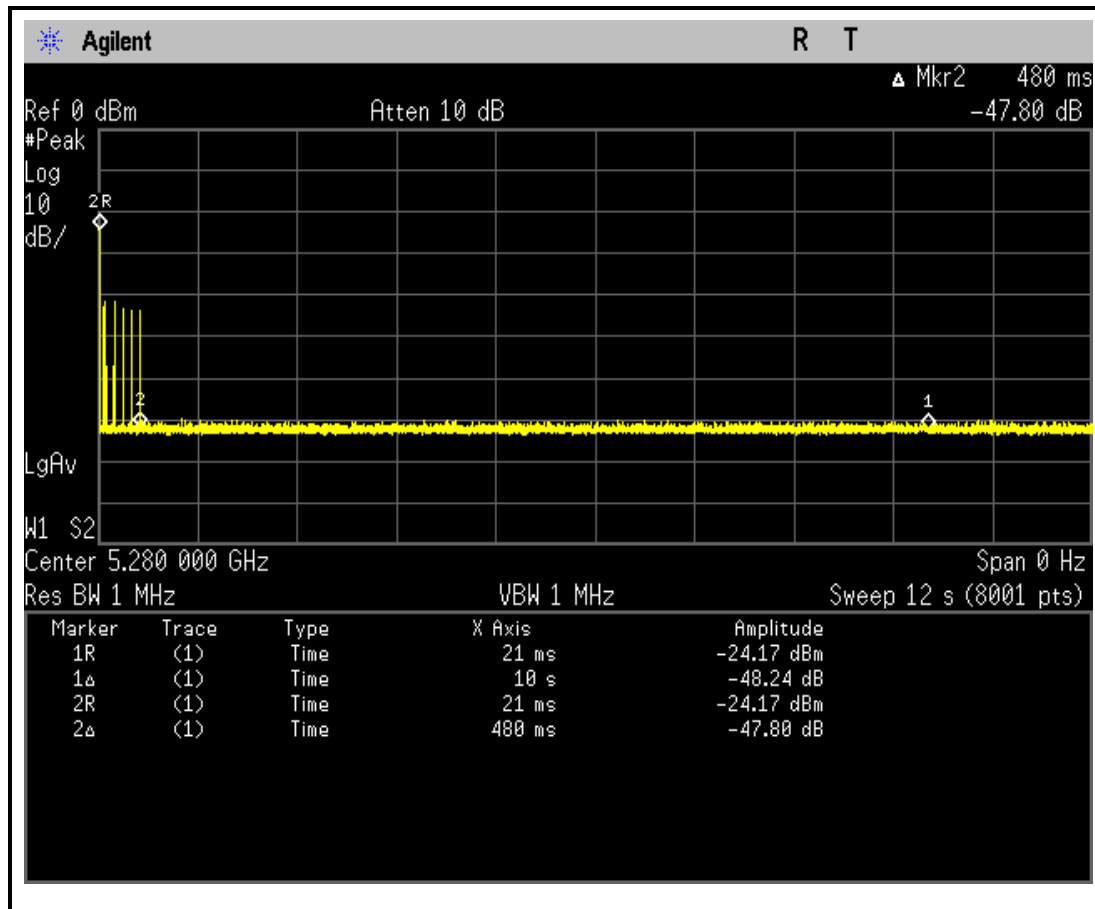 Agilent R T
Δ Mkr2 480 ms
Ref 0 dBm Atten 10 dB -47.80 dB
#Peak
Log
10
dB/
2R
2
1
LgAv
W1 S2
Center 5.280 000 GHz Span 0 Hz
Res BW 1 MHz VBW 1 MHz Sweep 12 s (8001 pts)
Marker Trace Type X Axis Amplitude
1R (1) Time 21 ms -24.17 dBm
1Δ (1) Time 10 s -48.24 dB
2R (1) Time 21 ms -24.17 dBm
2Δ (1) Time 480 ms -47.80 dB